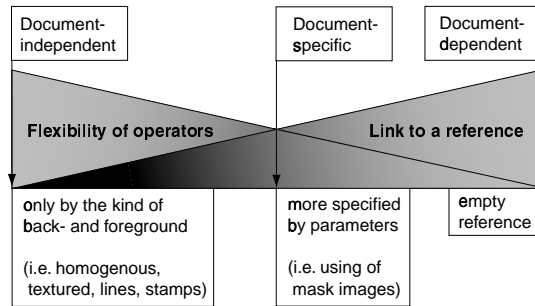 Document-
independent
Document-
specific
Document-
dependent
Flexibility of operators
Link to a reference
only by the kind of
back- and foreground
(i.e. homogenous,
textured, lines, stamps)
more specified
by parameters
(i.e. using of
mask images)
empty
reference